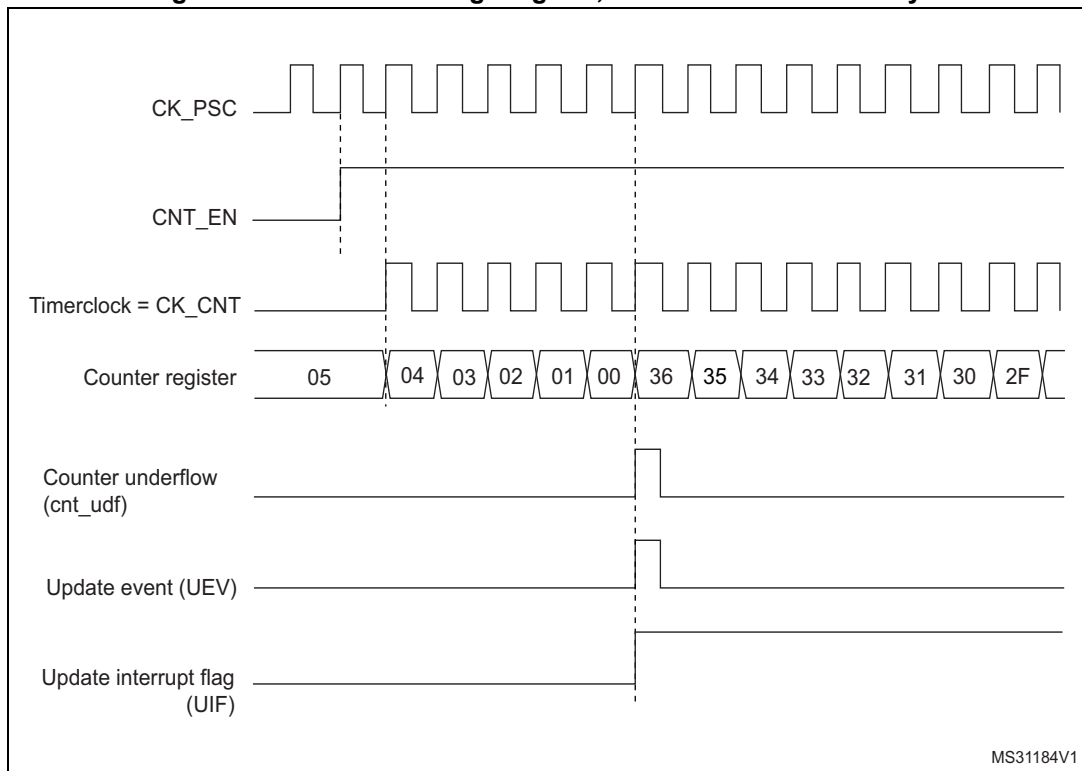 CK_PSC
CNT_EN
Timerclock = CK_CNT
Counter register 05 04 03 02 01 00 36 35 34 33 32 31 30 2F
Counter underflow
(cnt_udf)
Update event (UEV)
Update interrupt flag
(UIF)
MS31184V1